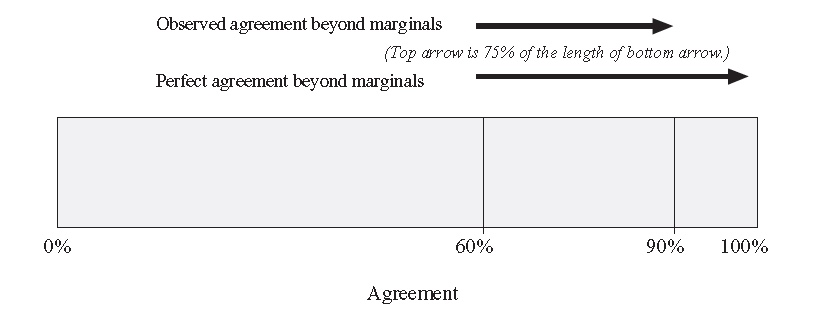 Observed agreement beyond marginals
(Top arrow is 75% of the length of bottom arrow.)
Perfect agreement beyond marginals
0% 60% 90% 100%
Agreement